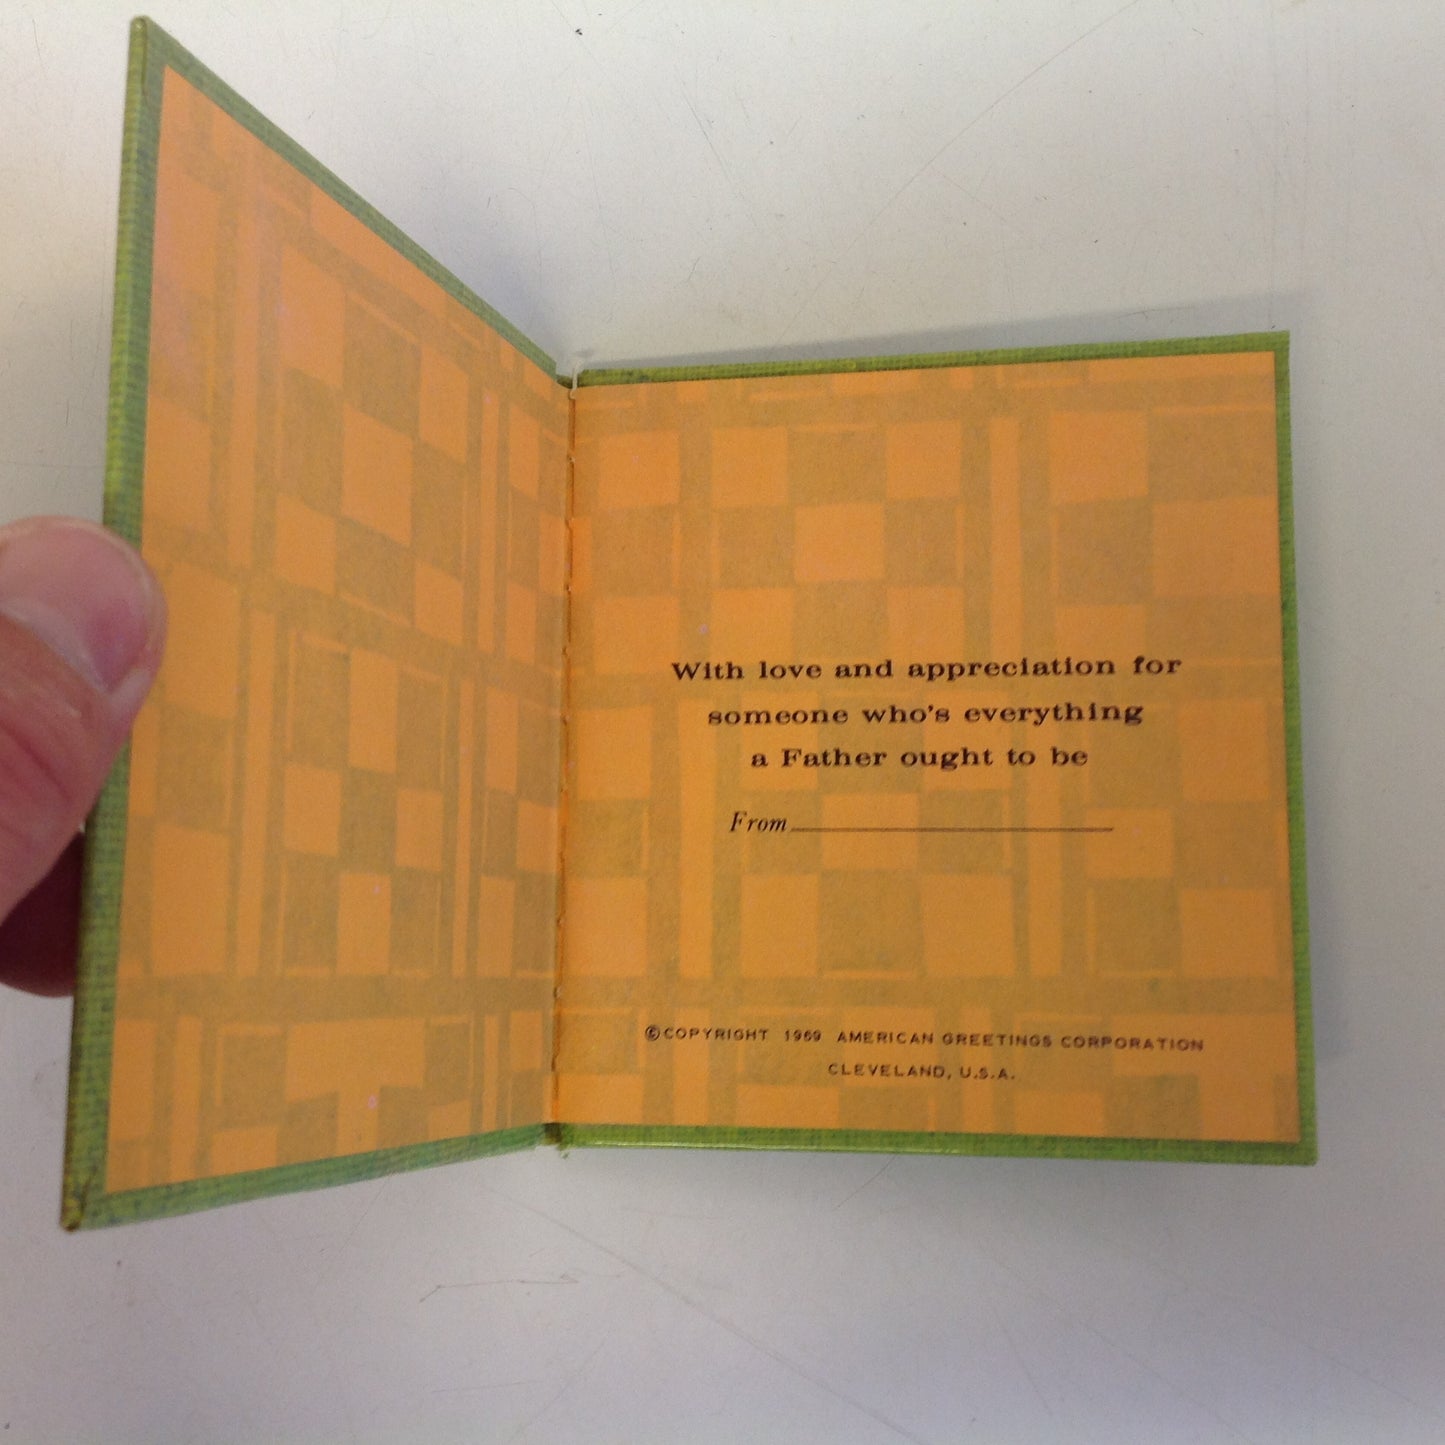 With love and appreciation for
someone who's everything
a Father ought to be
From
©COPYRIGHT 1969 AMERICAN GREETINGS CORPORATION
CLEVELAND, U.S.A.